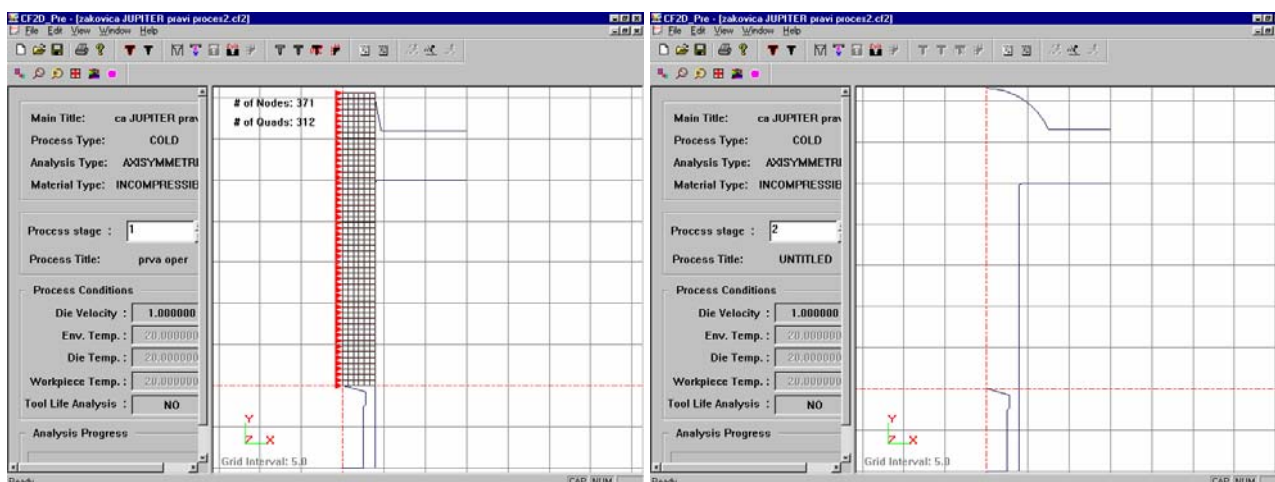 CF2D_Pre - [zakovica JUPITER pravi proces2.cf2]
File Edit View Window Help
# of Nodes: 371
# of Quads: 312
Main Title: ca JUPITER prav
Process Type: COLD
Analysis Type: AXISYMMETRI
Material Type: INCOMPRESSIB
Process stage : 1
Process Title: prva oper
Process Conditions
Die Velocity : 1.000000
Env. Temp. : 20.000000
Die Temp. : 20.000000
Workpiece Temp. : 20.000000
Tool Life Analysis : NO
Analysis Progress
Y
Z X
Grid Interval: 5.0
Ready
CAP NUM
CF2D_Pre - [zakovica JUPITER pravi proces2.cf2]
File Edit View Window Help
Main Title: ca JUPITER prav
Process Type: COLD
Analysis Type: AXISYMMETRI
Material Type: INCOMPRESSIB
Process stage : 2
Process Title: UNTITLED
Process Conditions
Die Velocity : 1.000000
Env. Temp. : 20.000000
Die Temp. : 20.000000
Workpiece Temp. : 20.000000
Tool Life Analysis : NO
Analysis Progress
Y
Z X
Grid Interval: 5.0
Ready
CAP NUM